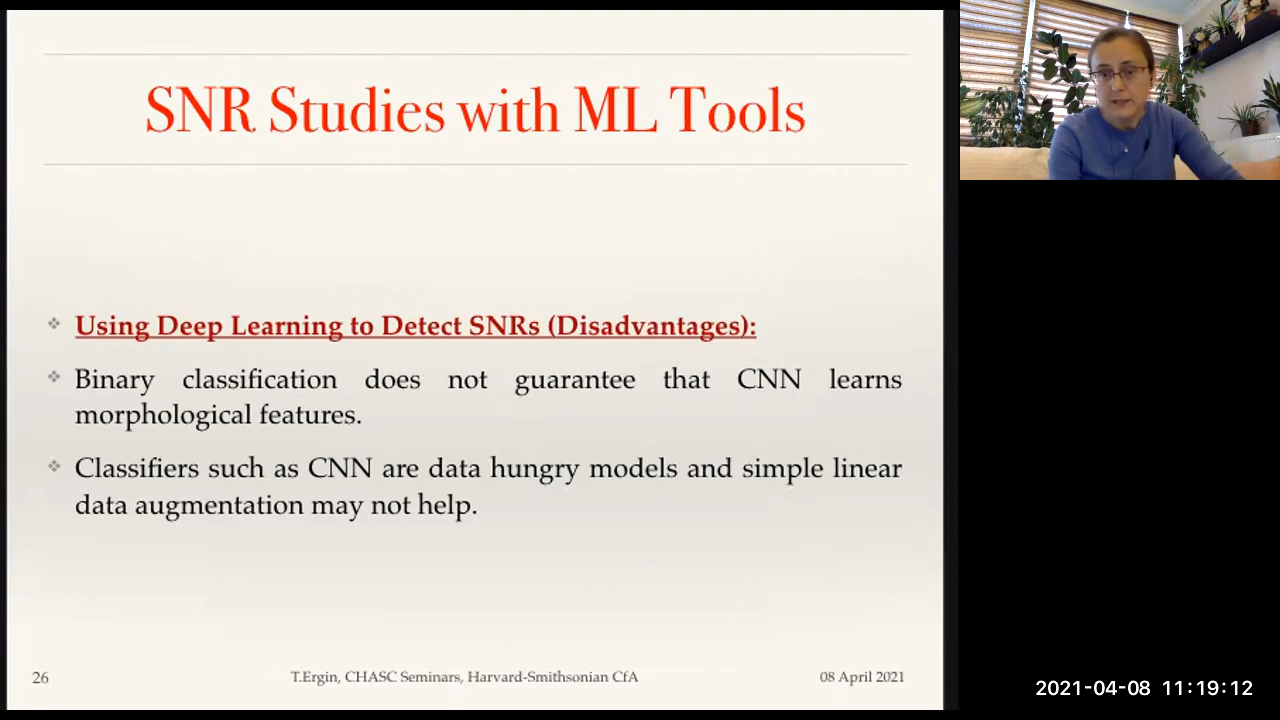 SNR Studies with ML Tools
❖ Using Deep Learning to Detect SNRs (Disadvantages):
❖ Binary classification does not guarantee that CNN learns
morphological features.
❖ Classifiers such as CNN are data hungry models and simple linear
data augmentation may not help.
26
T.Ergin, CHASC Seminars, Harvard-Smithsonian CfA
08 April 2021
2021-04-08 11:19:12